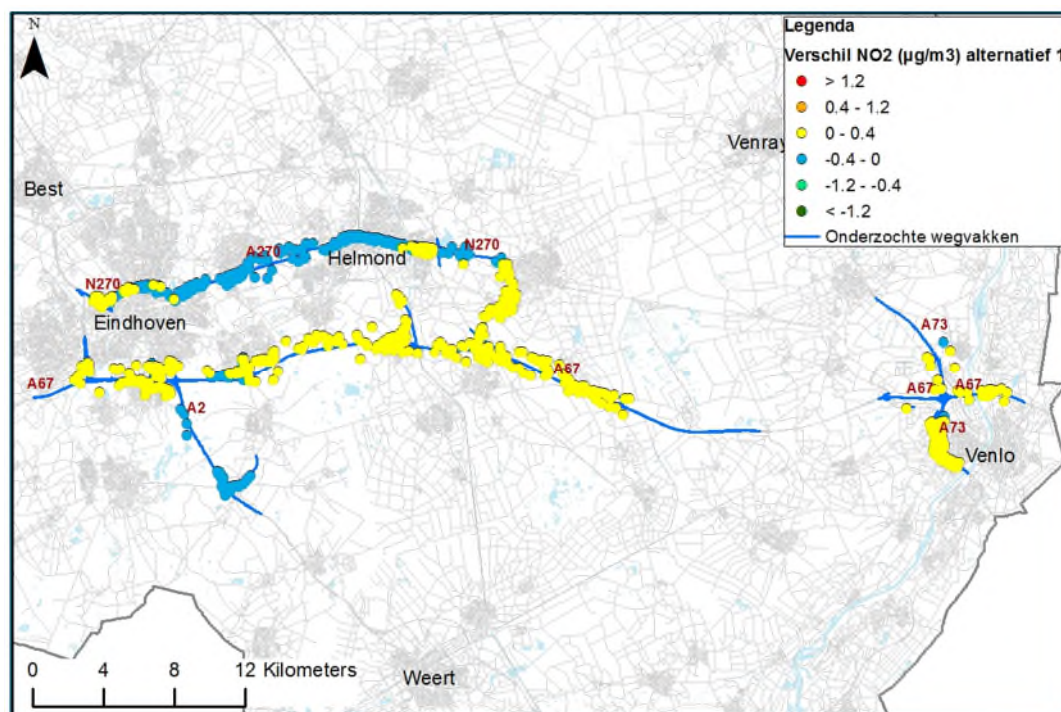 N
Legenda
Verschil NO2 (µg/m3) alternatief 1
> 1.2
0.4 - 1.2
0 - 0.4
-0.4 - 0
-1.2 - -0.4
< -1.2
Onderzochte wegvakken
Venray
Best
A270
N270
Helmond
N270
Eindhoven
A73
A67
A67
A67
A67
A2
A73
Venlo
0 4 8 12 Kilometers
Weert